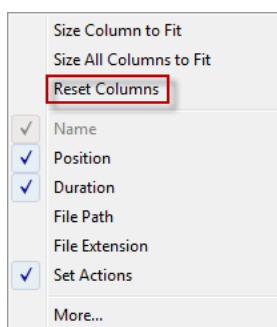 Size Column to Fit
Size All Columns to Fit
Reset Columns
Name
Position
Duration
File Path
File Extension
Set Actions
More...